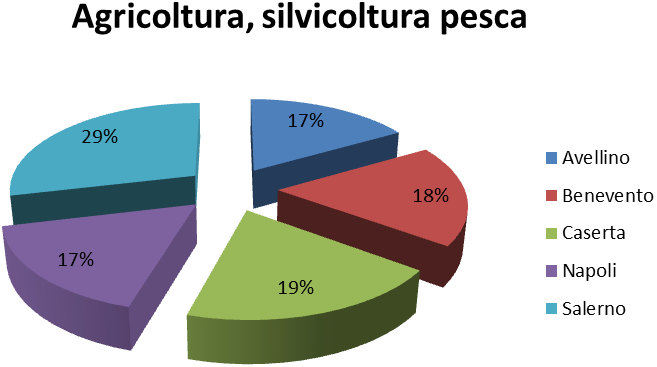 Agricoltura, silvicoltura pesca
17%
29%
18%
17%
19%
Avellino
Benevento
Caserta
Napoli
Salerno